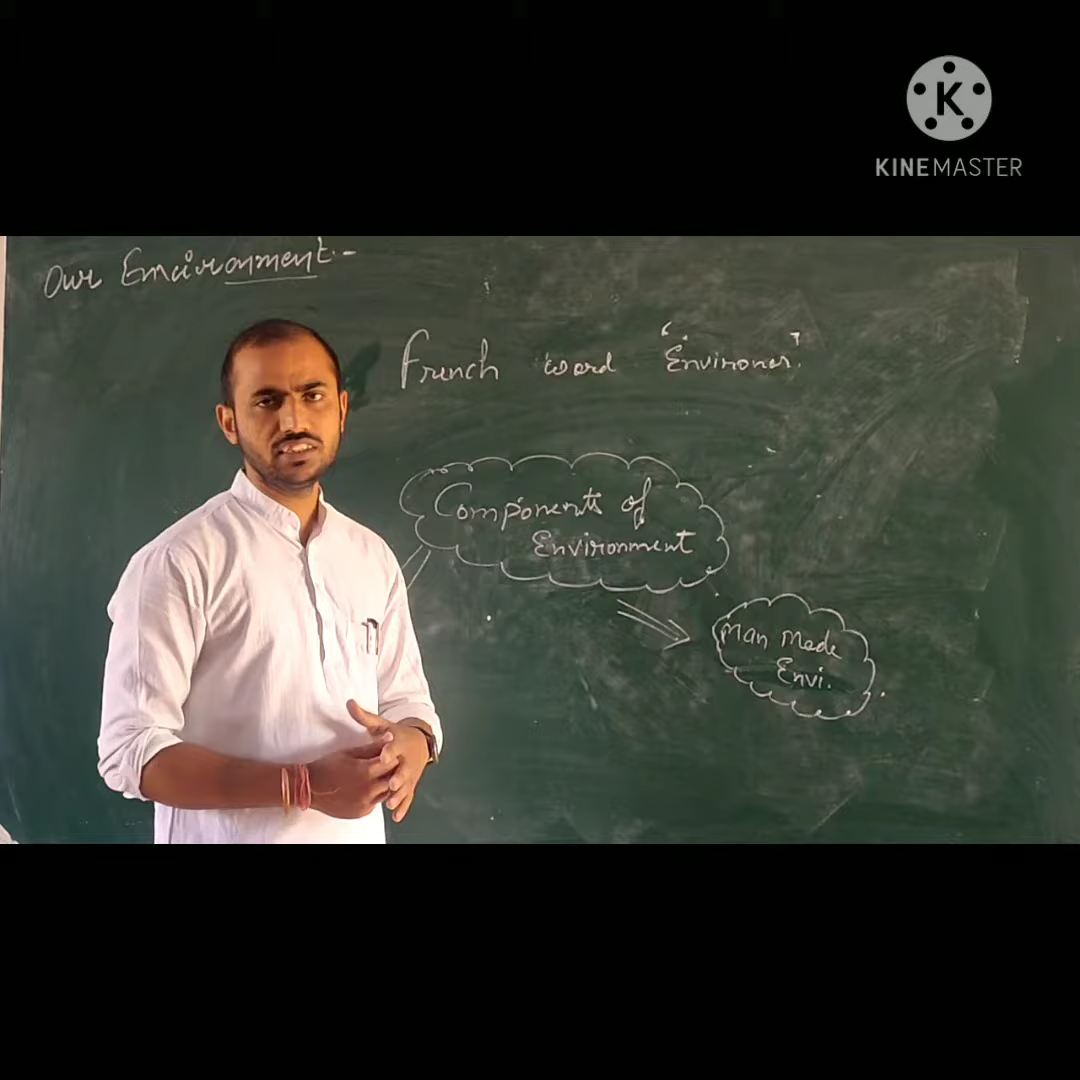 KINEMASTER
Our Environment :-
French word 'Environer'.
Components of
Environment
Man Made
Envi.